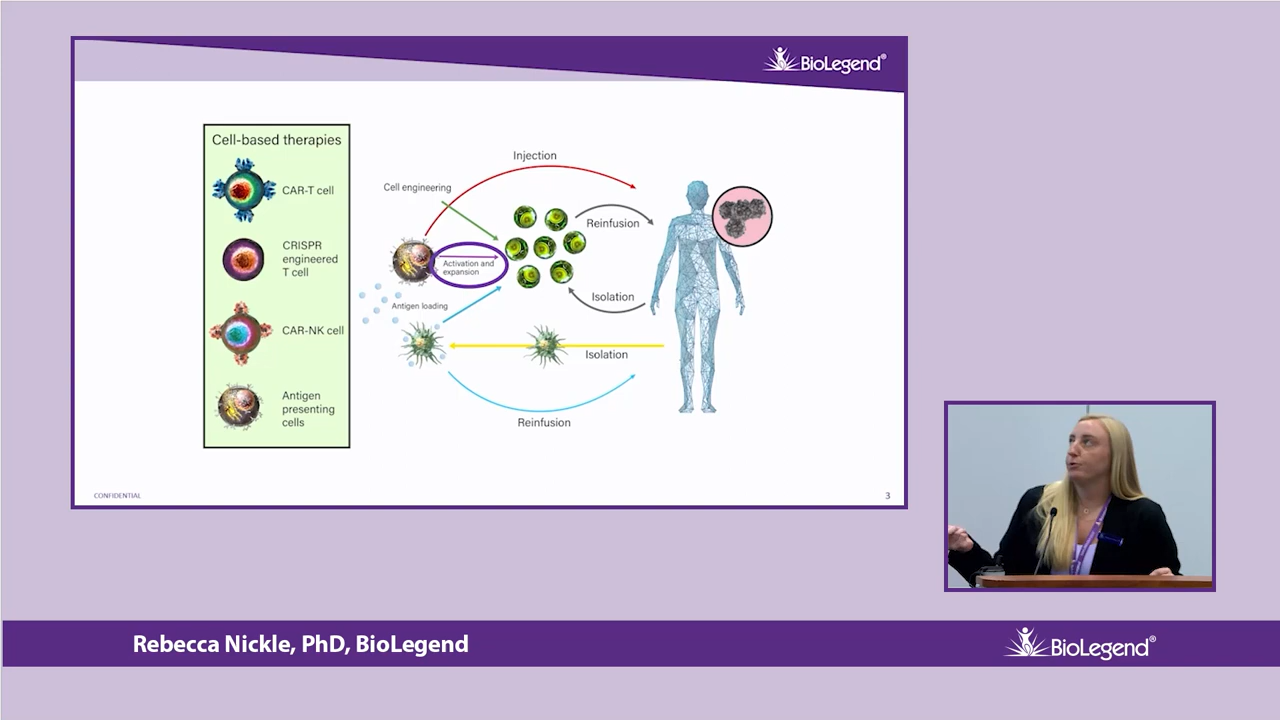 BioLegend®
Cell-based therapies
CAR-T cell
CRISPR
engineered
T cell
CAR-NK cell
Antigen
presenting
cells
Injection
Cell engineering
Reinfusion
Activation and
expansion
Isolation
Antigen loading
Isolation
Reinfusion
CONFIDENTIAL
3
Rebecca Nickle, PhD, BioLegend
BioLegend®